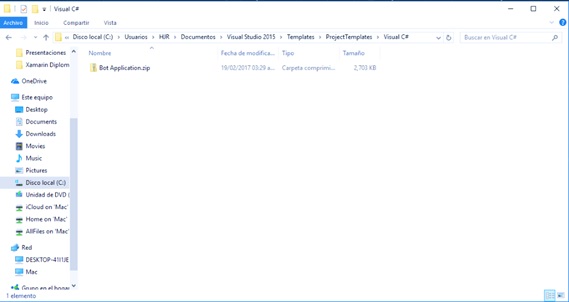 Visual C#
Archivo Inicio Compartir Vista
Disco local (C:) > Usuarios > HJR > Documentos > Visual Studio 2015 > Templates > ProjectTemplates > Visual C#
Buscar en Visual C#
Nombre Fecha de modifica... Tipo Tamaño
Bot Application.zip 19/02/2017 03:29 a... Carpeta comprimi... 2,703 KB
Presentaciones
Xamarin Diplom
OneDrive
Este equipo
Desktop
Documents
Downloads
Movies
Music
Pictures
Disco local (C:)
Unidad de DVD (
iCloud on 'Mac'
Home on 'Mac'
AllFiles on 'Mac'
Red
DESKTOP-41I1JE
Mac
Grupo en el hogar
1 elemento